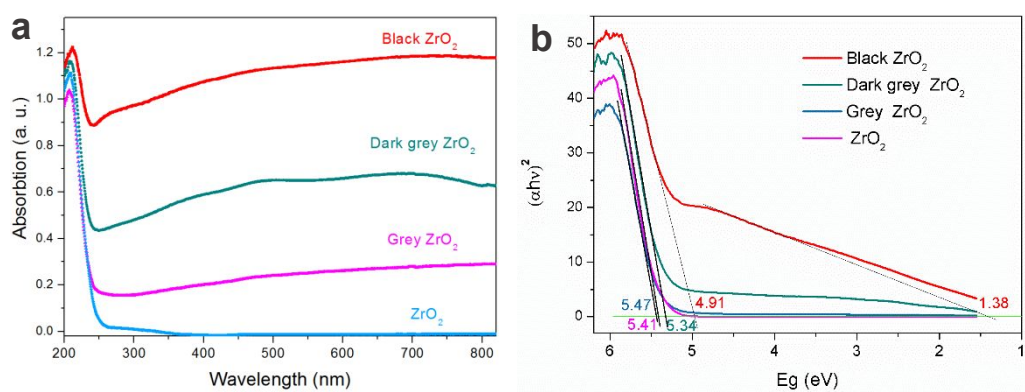 a
Absorbtion (a. u.)
1.2
1.0
0.8
0.6
0.4
0.2
0.0
Black ZrO₂
Dark grey ZrO₂
Grey ZrO₂
ZrO₂
200 300 400 500 600 700 800
Wavelength (nm)
b
(αhν)²
50
40
30
20
10
0
Black ZrO₂
Dark grey ZrO₂
Grey ZrO₂
ZrO₂
5.47
5.41
5.34
4.91
1.38
6 5 4 3 2 1
Eg (eV)